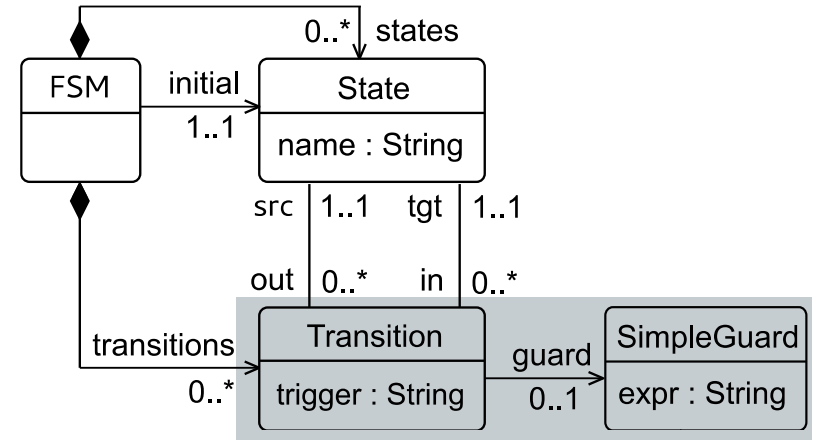 0..* states
FSM
initial
1..1
State
name : String
src 1..1 tgt 1..1
out 0..* in 0..*
transitions
0..*
Transition
trigger : String
guard
0..1
SimpleGuard
expr : String